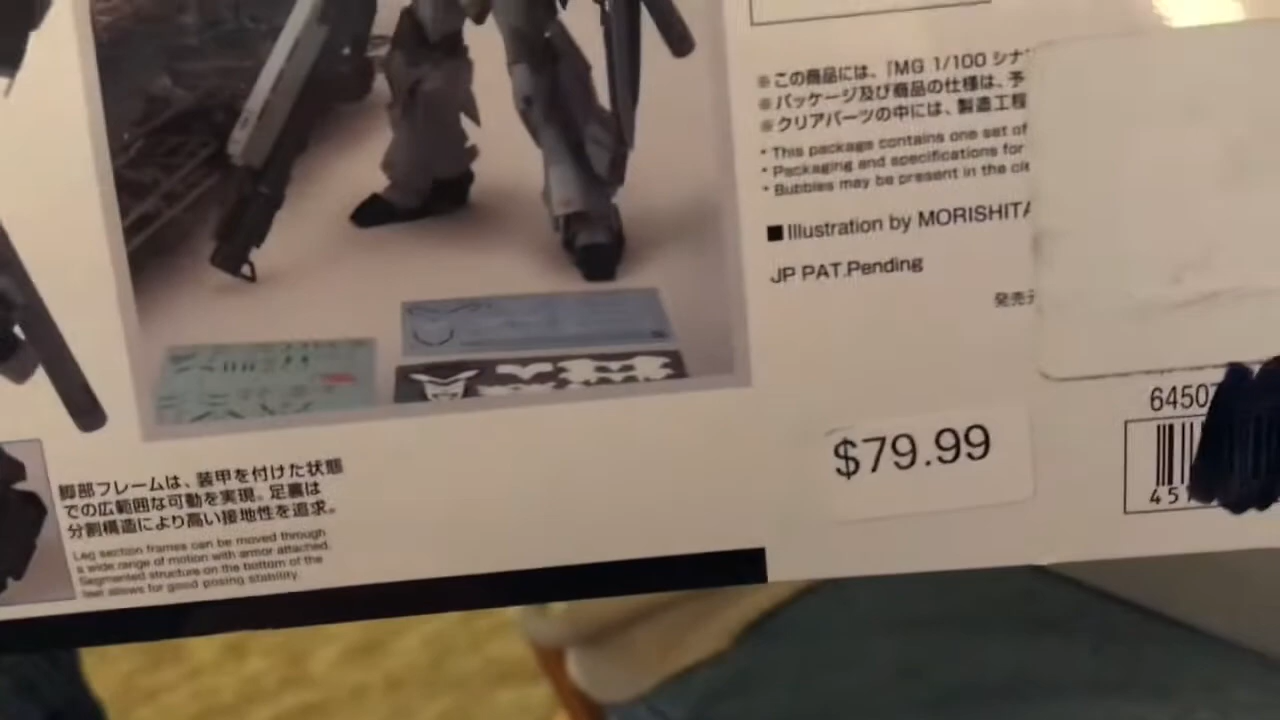 ※この商品には、『MG 1/100 シナ
※パッケージ及び商品の仕様は、予
※クリアパーツの中には、製造工程
* This package contains one set of
* Packaging and specifications for
* Bubbles may be present in the cle
■Illustration by MORISHITA
JP PAT.Pending
発売元
64507
$79.99
45
脚部フレームは、装甲を付けた状態
での広範囲な可動を実現。足裏は
分割構造により高い接地性を追求。
Leg section frames can be moved through
a wide range of motion with armor attached.
Segmented structure on the bottom of the
feet allows for good posing stability.